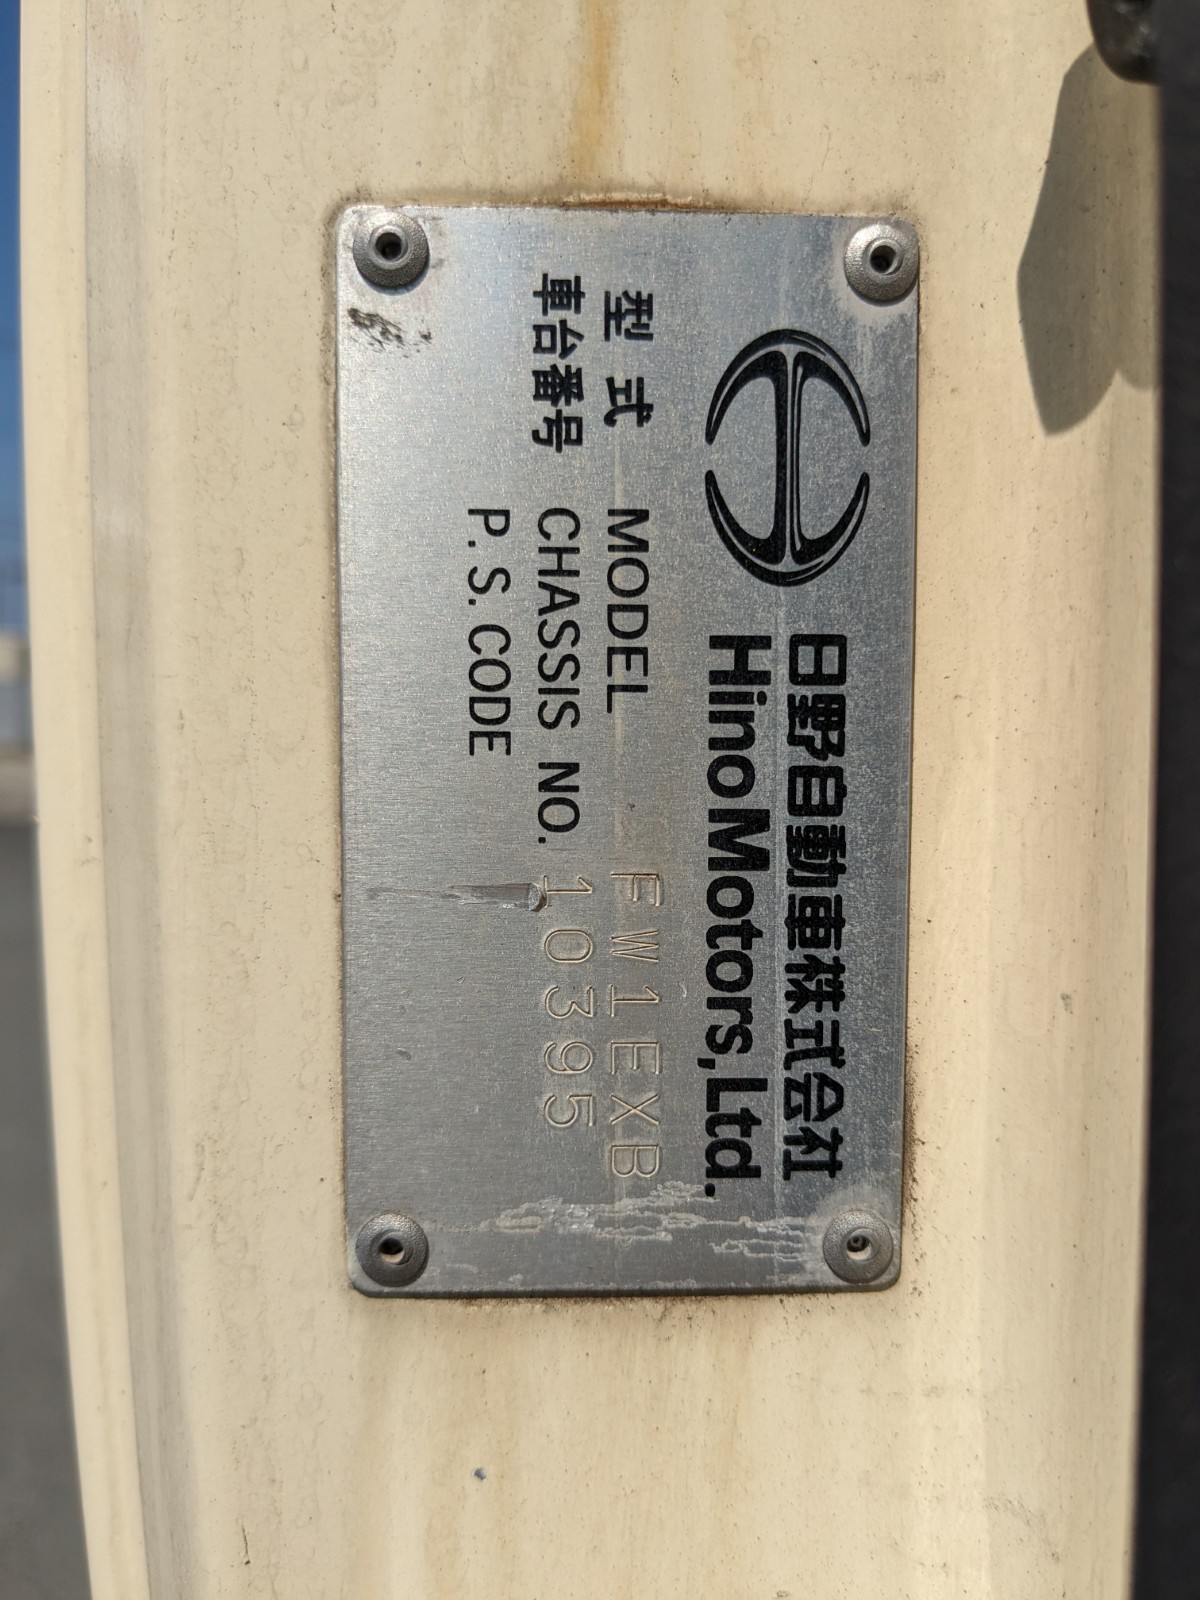 日野自動車株式会社
Hino Motors, Ltd.
型式 MODEL FW1EXB
車台番号 CHASSIS NO. 10395
P.S.CODE